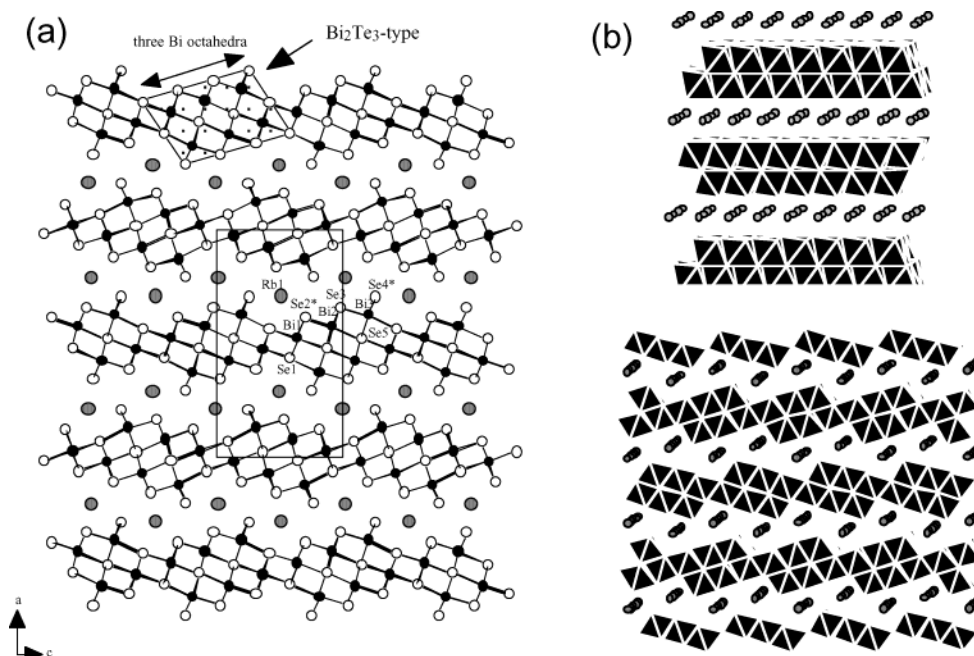 (a)
three Bi octahedra
Bi2Te3-type
(b)
Rb1
Se4*
Se3
Se2*
Bi3
Bi2
Bi1
Se5
Se1
a
c